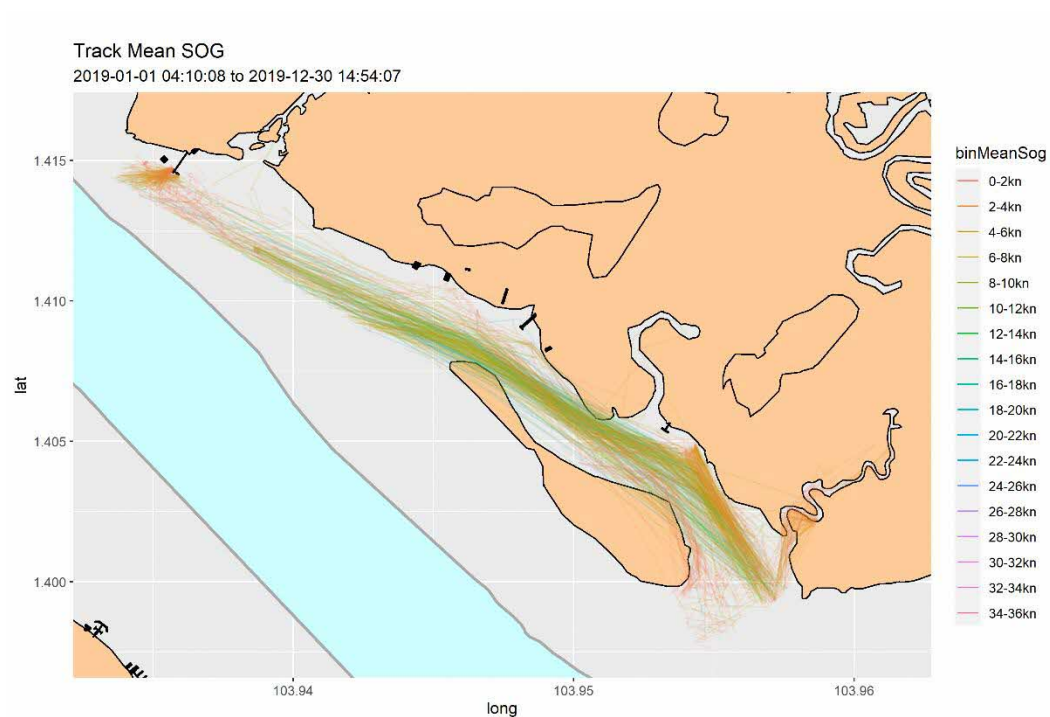 Track Mean SOG
2019-01-01 04:10:08 to 2019-12-30 14:54:07
1.415
1.410
1.405
1.400
lat
103.94
103.95
103.96
long
binMeanSog
0-2kn
2-4kn
4-6kn
6-8kn
8-10kn
10-12kn
12-14kn
14-16kn
16-18kn
18-20kn
20-22kn
22-24kn
24-26kn
26-28kn
28-30kn
30-32kn
32-34kn
34-36kn